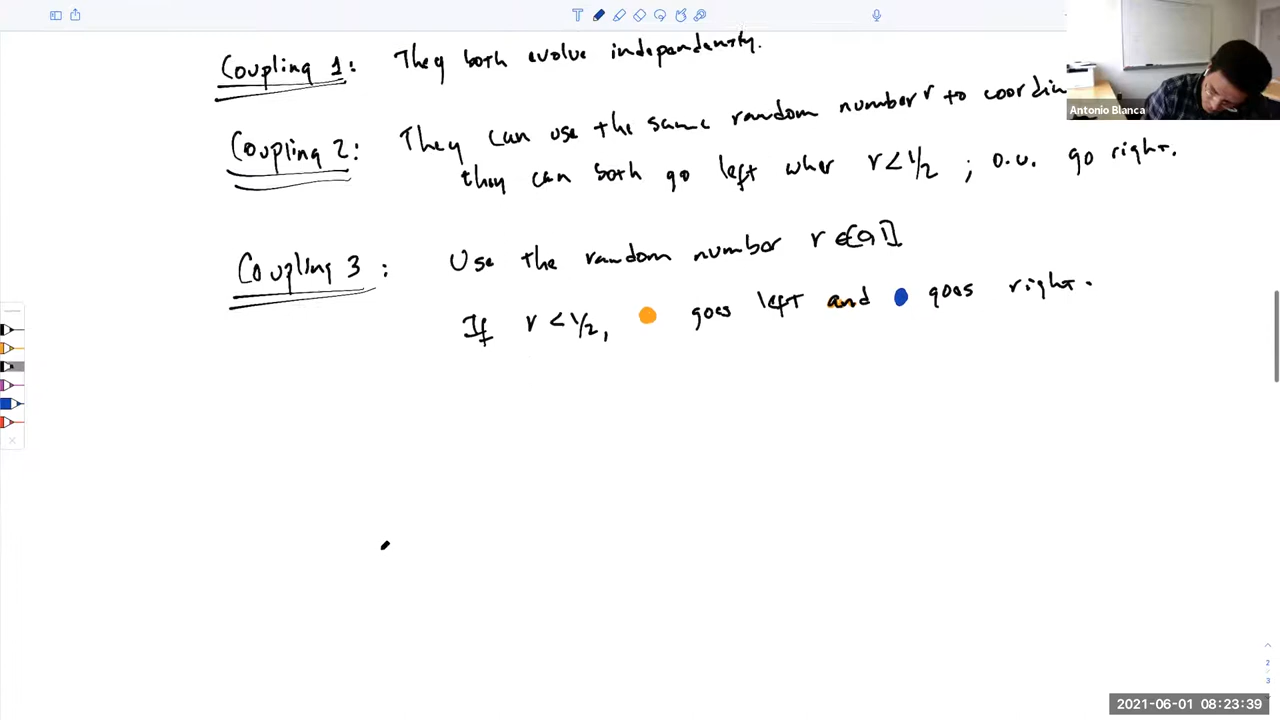 Coupling 1: They both evolve independently.
Antonio Blanca
Coupling 2: They can use the same random number r to coordin
they can both go left when r<1/2 ; o.w. go right.
Coupling 3: Use the random number r∈[0,1]
If r<1/2, goes left and goes right.
2
3
2021-06-01 08:23:39